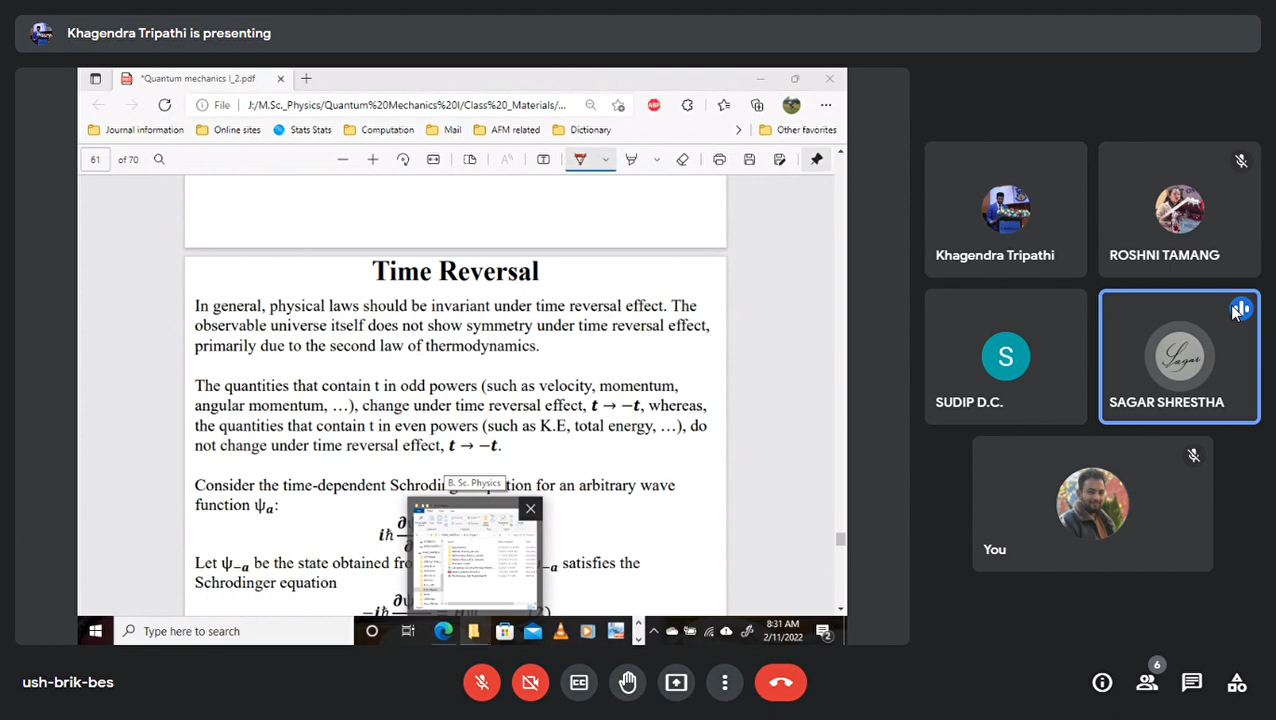 Khagendra Tripathi is presenting
*Quantum mechanics I_2.pdf
File J:/M.Sc._Physics/Quantum%20Mechanics%20I/Class%20_Materials/...
ABP
Journal information Online sites Stats Stats Computation Mail AFM related Dictionary Other favorites
61 of 70
Time Reversal
In general, physical laws should be invariant under time reversal effect. The
observable universe itself does not show symmetry under time reversal effect,
primarily due to the second law of thermodynamics.
The quantities that contain t in odd powers (such as velocity, momentum,
angular momentum, …), change under time reversal effect, t → −t, whereas,
the quantities that contain t in even powers (such as K.E, total energy, …), do
not change under time reversal effect, t → −t.
Consider the time-dependent Schroding equation for an arbitrary wave
function ψₐ:
B. Sc. Physics
iħ ∂
Let ψ₋ₐ be the state obtained fro ₋ₐ satisfies the
Schrodinger equation
−iħ
Type here to search
8:31 AM
2/11/2022
2
Khagendra Tripathi
ROSHNI TAMANG
S
SUDIP D.C.
Sagar
SAGAR SHRESTHA
You
ush-brik-bes
6